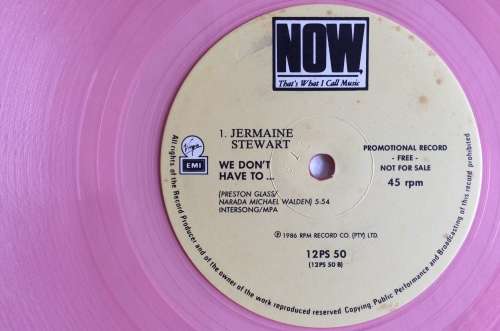 NOW,
That's What I Call Music
1. JERMAINE
STEWART
Virgin
EMI
WE DON'T
HAVE TO ...
(PRESTON GLASS/
NARADA MICHAEL WALDEN) 5:54
INTERSONG/MPA
PROMOTIONAL RECORD
- FREE -
NOT FOR SALE
45 rpm
℗ 1986 RPM RECORD CO. (PTY) LTD.
12PS 50
(12PS 50 B)
All rights of the Record Producer and of the owner of the work reproduced reserved Copying Public Performance and Broadcasting of this record prohibited